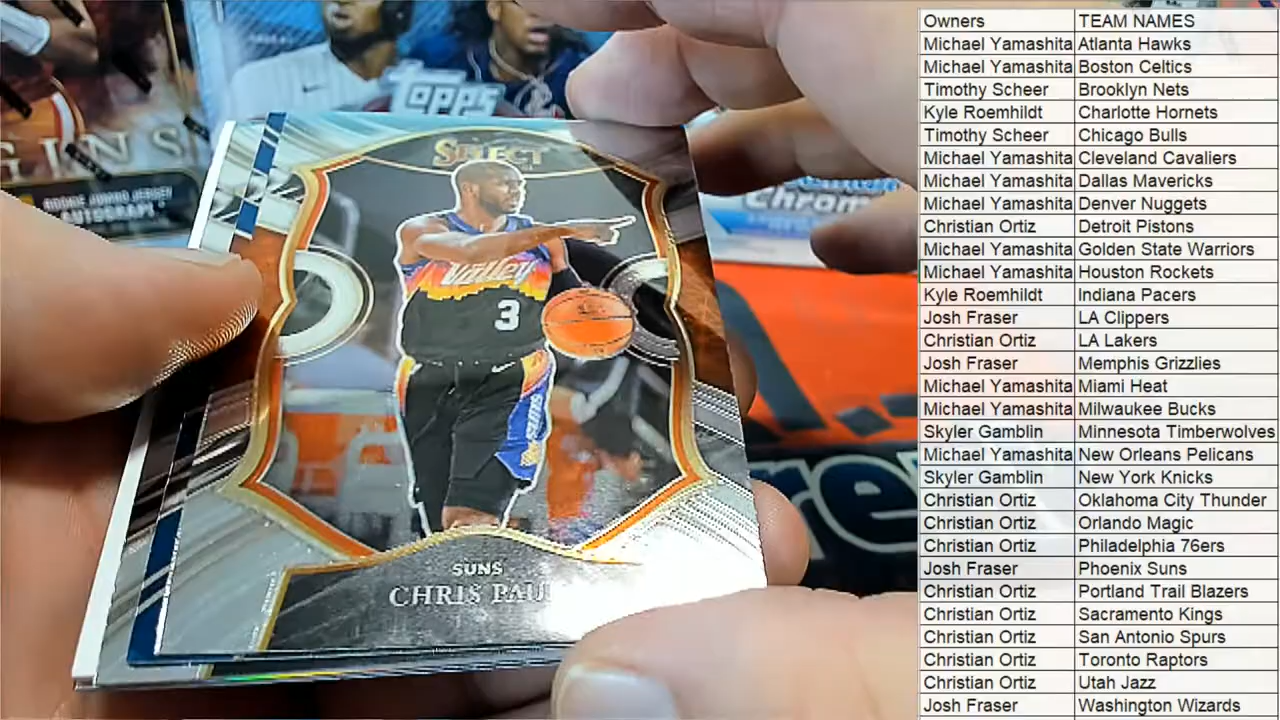 GINS
ROOKIE JUMBO JERSEY
AUTOGRAPH
Topps
Chrom
SELECT
Valley
3
SUNS
SUNS
CHRIS PAU
re
Owners TEAM NAMES
Michael Yamashita Atlanta Hawks
Michael Yamashita Boston Celtics
Timothy Scheer Brooklyn Nets
Kyle Roemhildt Charlotte Hornets
Timothy Scheer Chicago Bulls
Michael Yamashita Cleveland Cavaliers
Michael Yamashita Dallas Mavericks
Michael Yamashita Denver Nuggets
Christian Ortiz Detroit Pistons
Michael Yamashita Golden State Warriors
Michael Yamashita Houston Rockets
Kyle Roemhildt Indiana Pacers
Josh Fraser LA Clippers
Christian Ortiz LA Lakers
Josh Fraser Memphis Grizzlies
Michael Yamashita Miami Heat
Michael Yamashita Milwaukee Bucks
Skyler Gamblin Minnesota Timberwolves
Michael Yamashita New Orleans Pelicans
Skyler Gamblin New York Knicks
Christian Ortiz Oklahoma City Thunder
Christian Ortiz Orlando Magic
Christian Ortiz Philadelphia 76ers
Josh Fraser Phoenix Suns
Christian Ortiz Portland Trail Blazers
Christian Ortiz Sacramento Kings
Christian Ortiz San Antonio Spurs
Christian Ortiz Toronto Raptors
Christian Ortiz Utah Jazz
Josh Fraser Washington Wizards